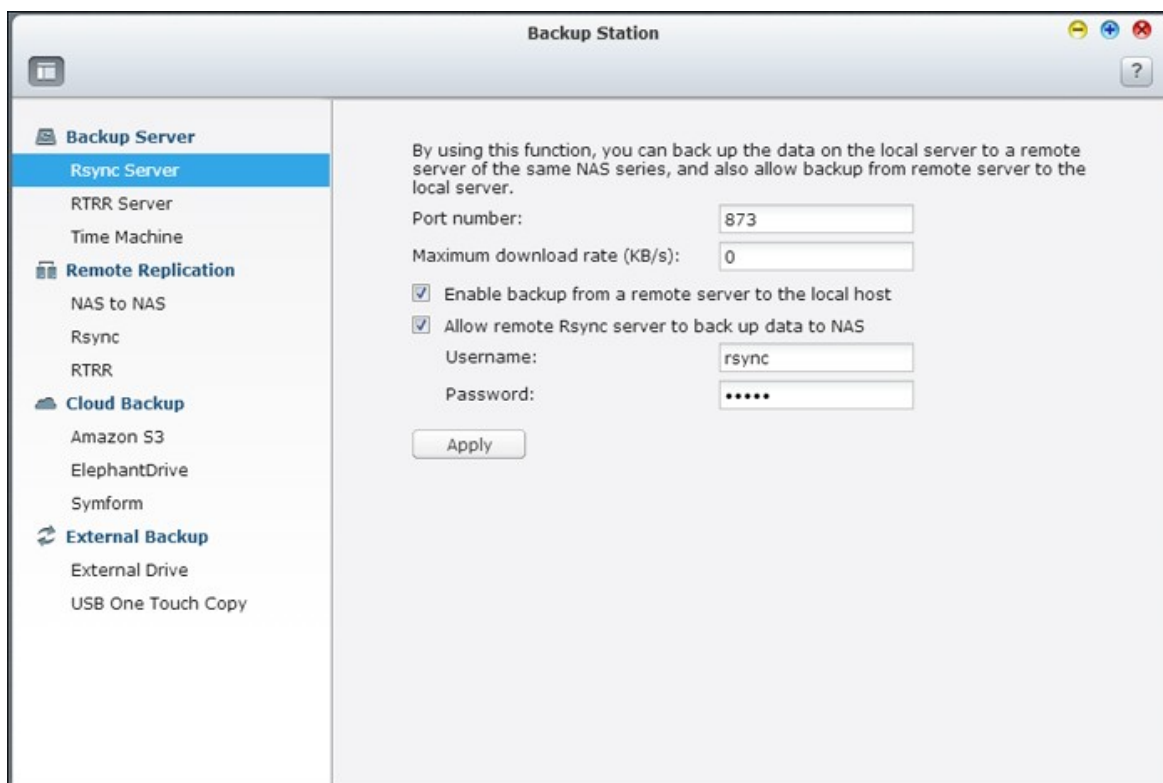 Backup Station
?
Backup Server
Rsync Server
RTRR Server
Time Machine
Remote Replication
NAS to NAS
Rsync
RTRR
Cloud Backup
Amazon S3
ElephantDrive
Symform
External Backup
External Drive
USB One Touch Copy
By using this function, you can back up the data on the local server to a remote
server of the same NAS series, and also allow backup from remote server to the
local server.
Port number: 873
Maximum download rate (KB/s): 0
Enable backup from a remote server to the local host
Allow remote Rsync server to back up data to NAS
Username: rsync
Password: •••••
Apply